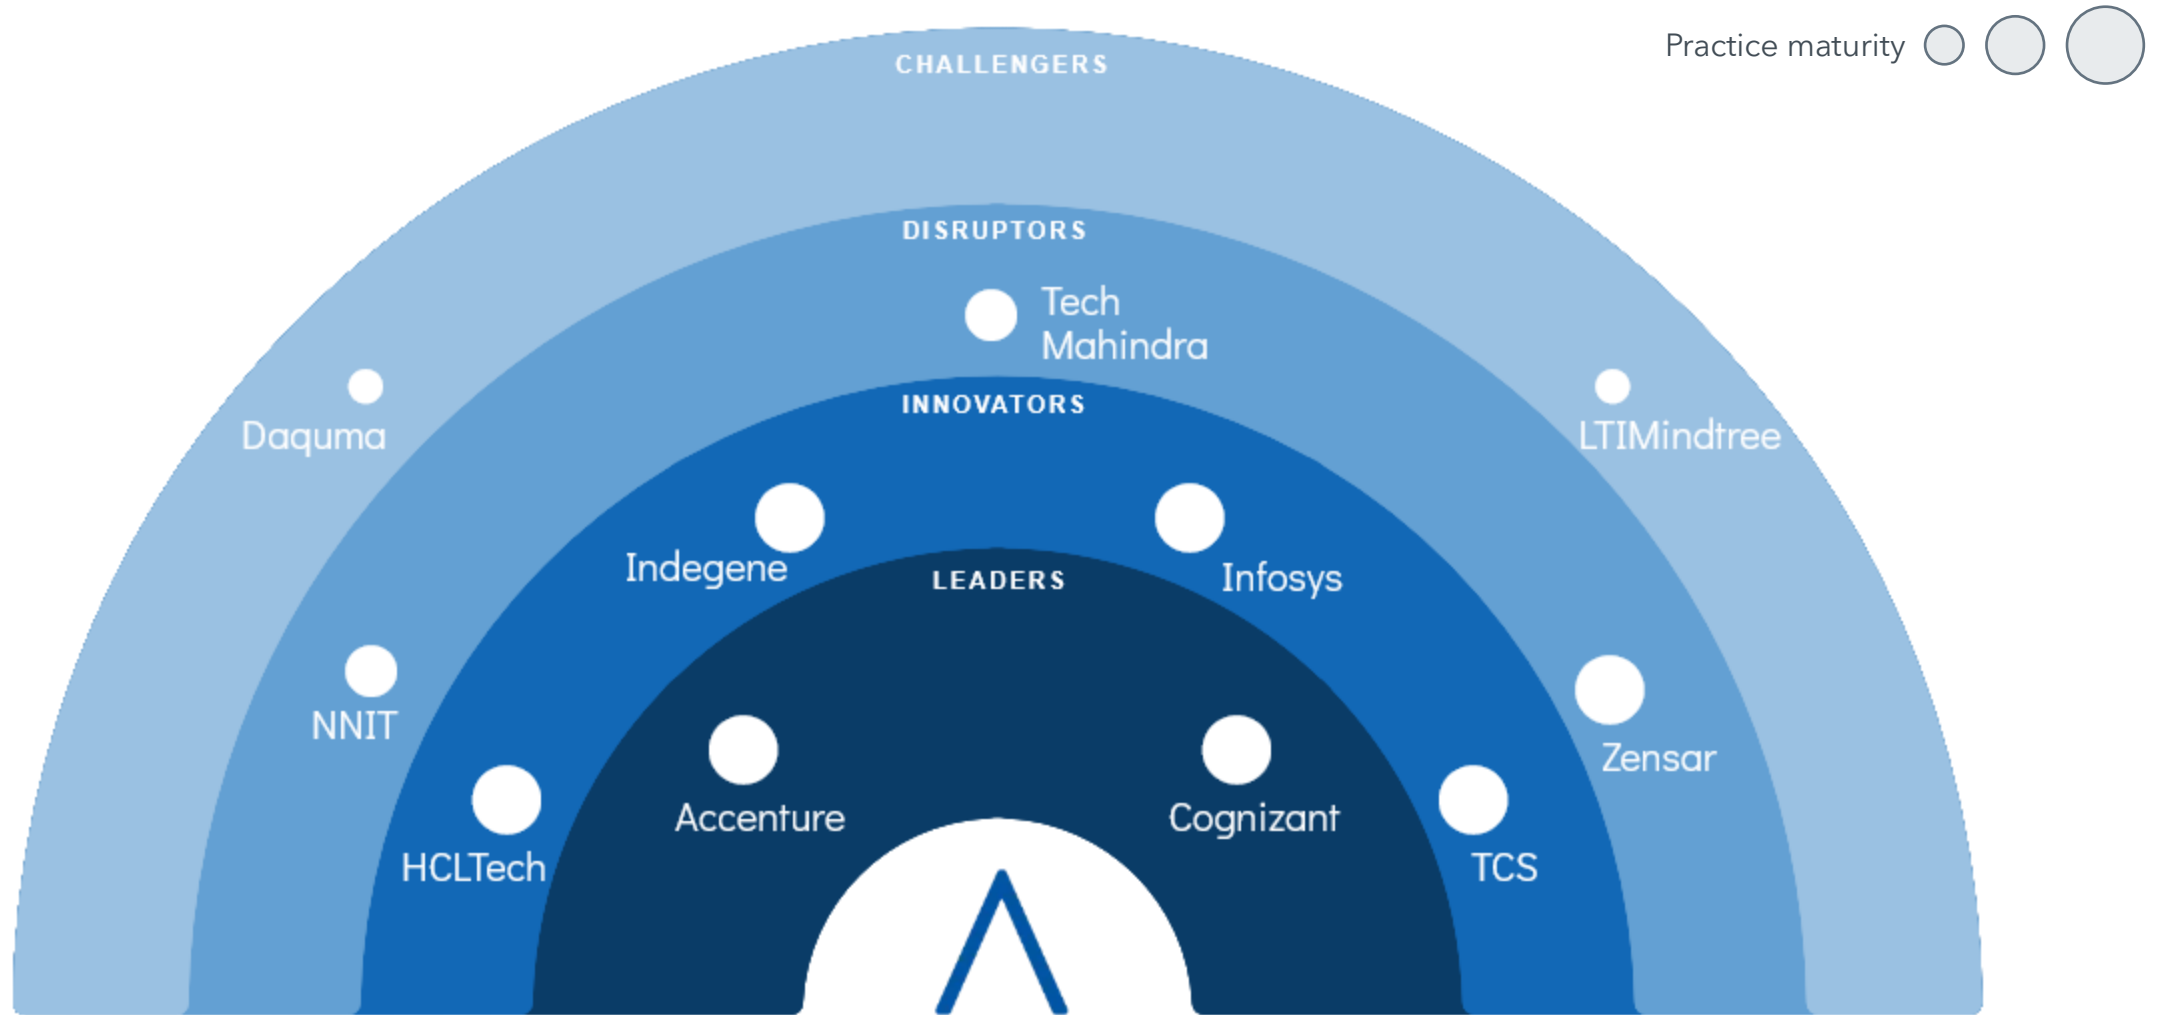 Practice maturity
CHALLENGERS
DISRUPTORS
Tech
Mahindra
Daquma
LTIMindtree
INNOVATORS
Indegene
Infosys
LEADERS
NNIT
Zensar
Accenture
Cognizant
HCLTech
TCS